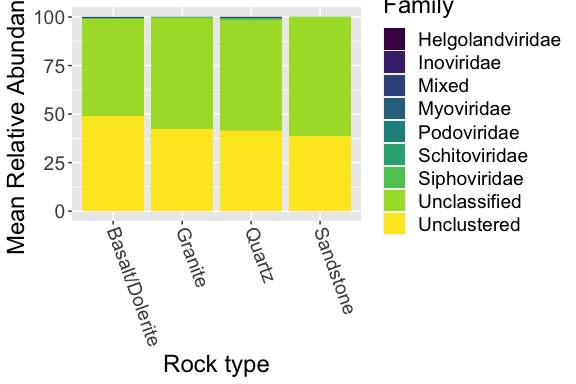 Family
Mean Relative Abundan
100
75
50
25
0
Basalt/Dolerite
Granite
Quartz
Sandstone
Rock type
Helgolandviridae
Inoviridae
Mixed
Myoviridae
Podoviridae
Schitoviridae
Siphoviridae
Unclassified
Unclustered